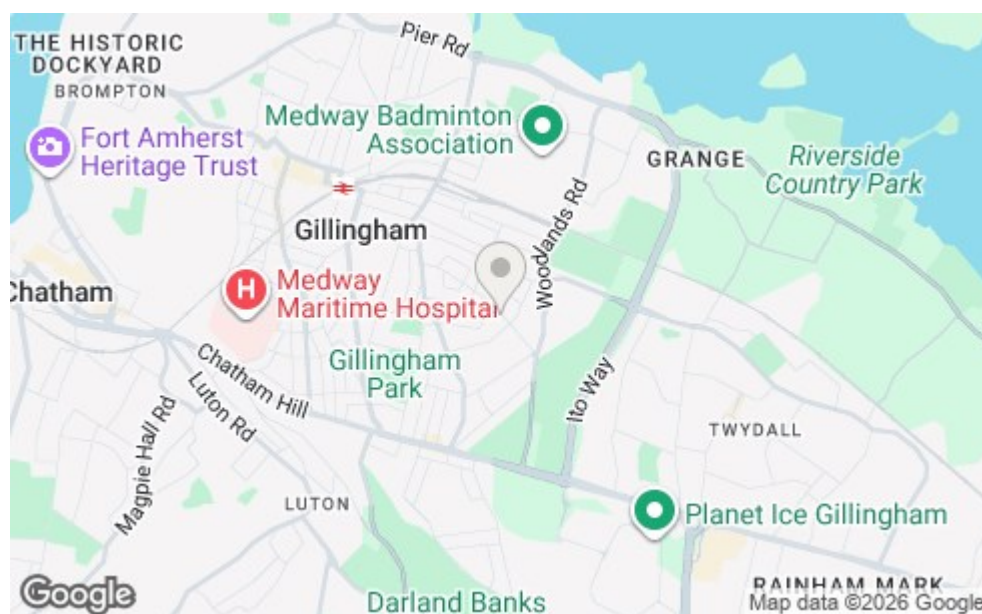 Pier Rd
THE HISTORIC
DOCKYARD
BROMPTON
Medway Badminton
Association
Fort Amherst
Heritage Trust
GRANGE
Riverside
Country Park
Woodlands Rd
Gillingham
Medway
Maritime Hospital
H
Chatham
Chatham Hill
Gillingham
Park
Luton Rd
Ito Way
Magpie Hall Rd
TWYDALL
LUTON
Planet Ice Gillingham
RAINHAM MARK
Darland Banks
Google
Map data ©2026 Google